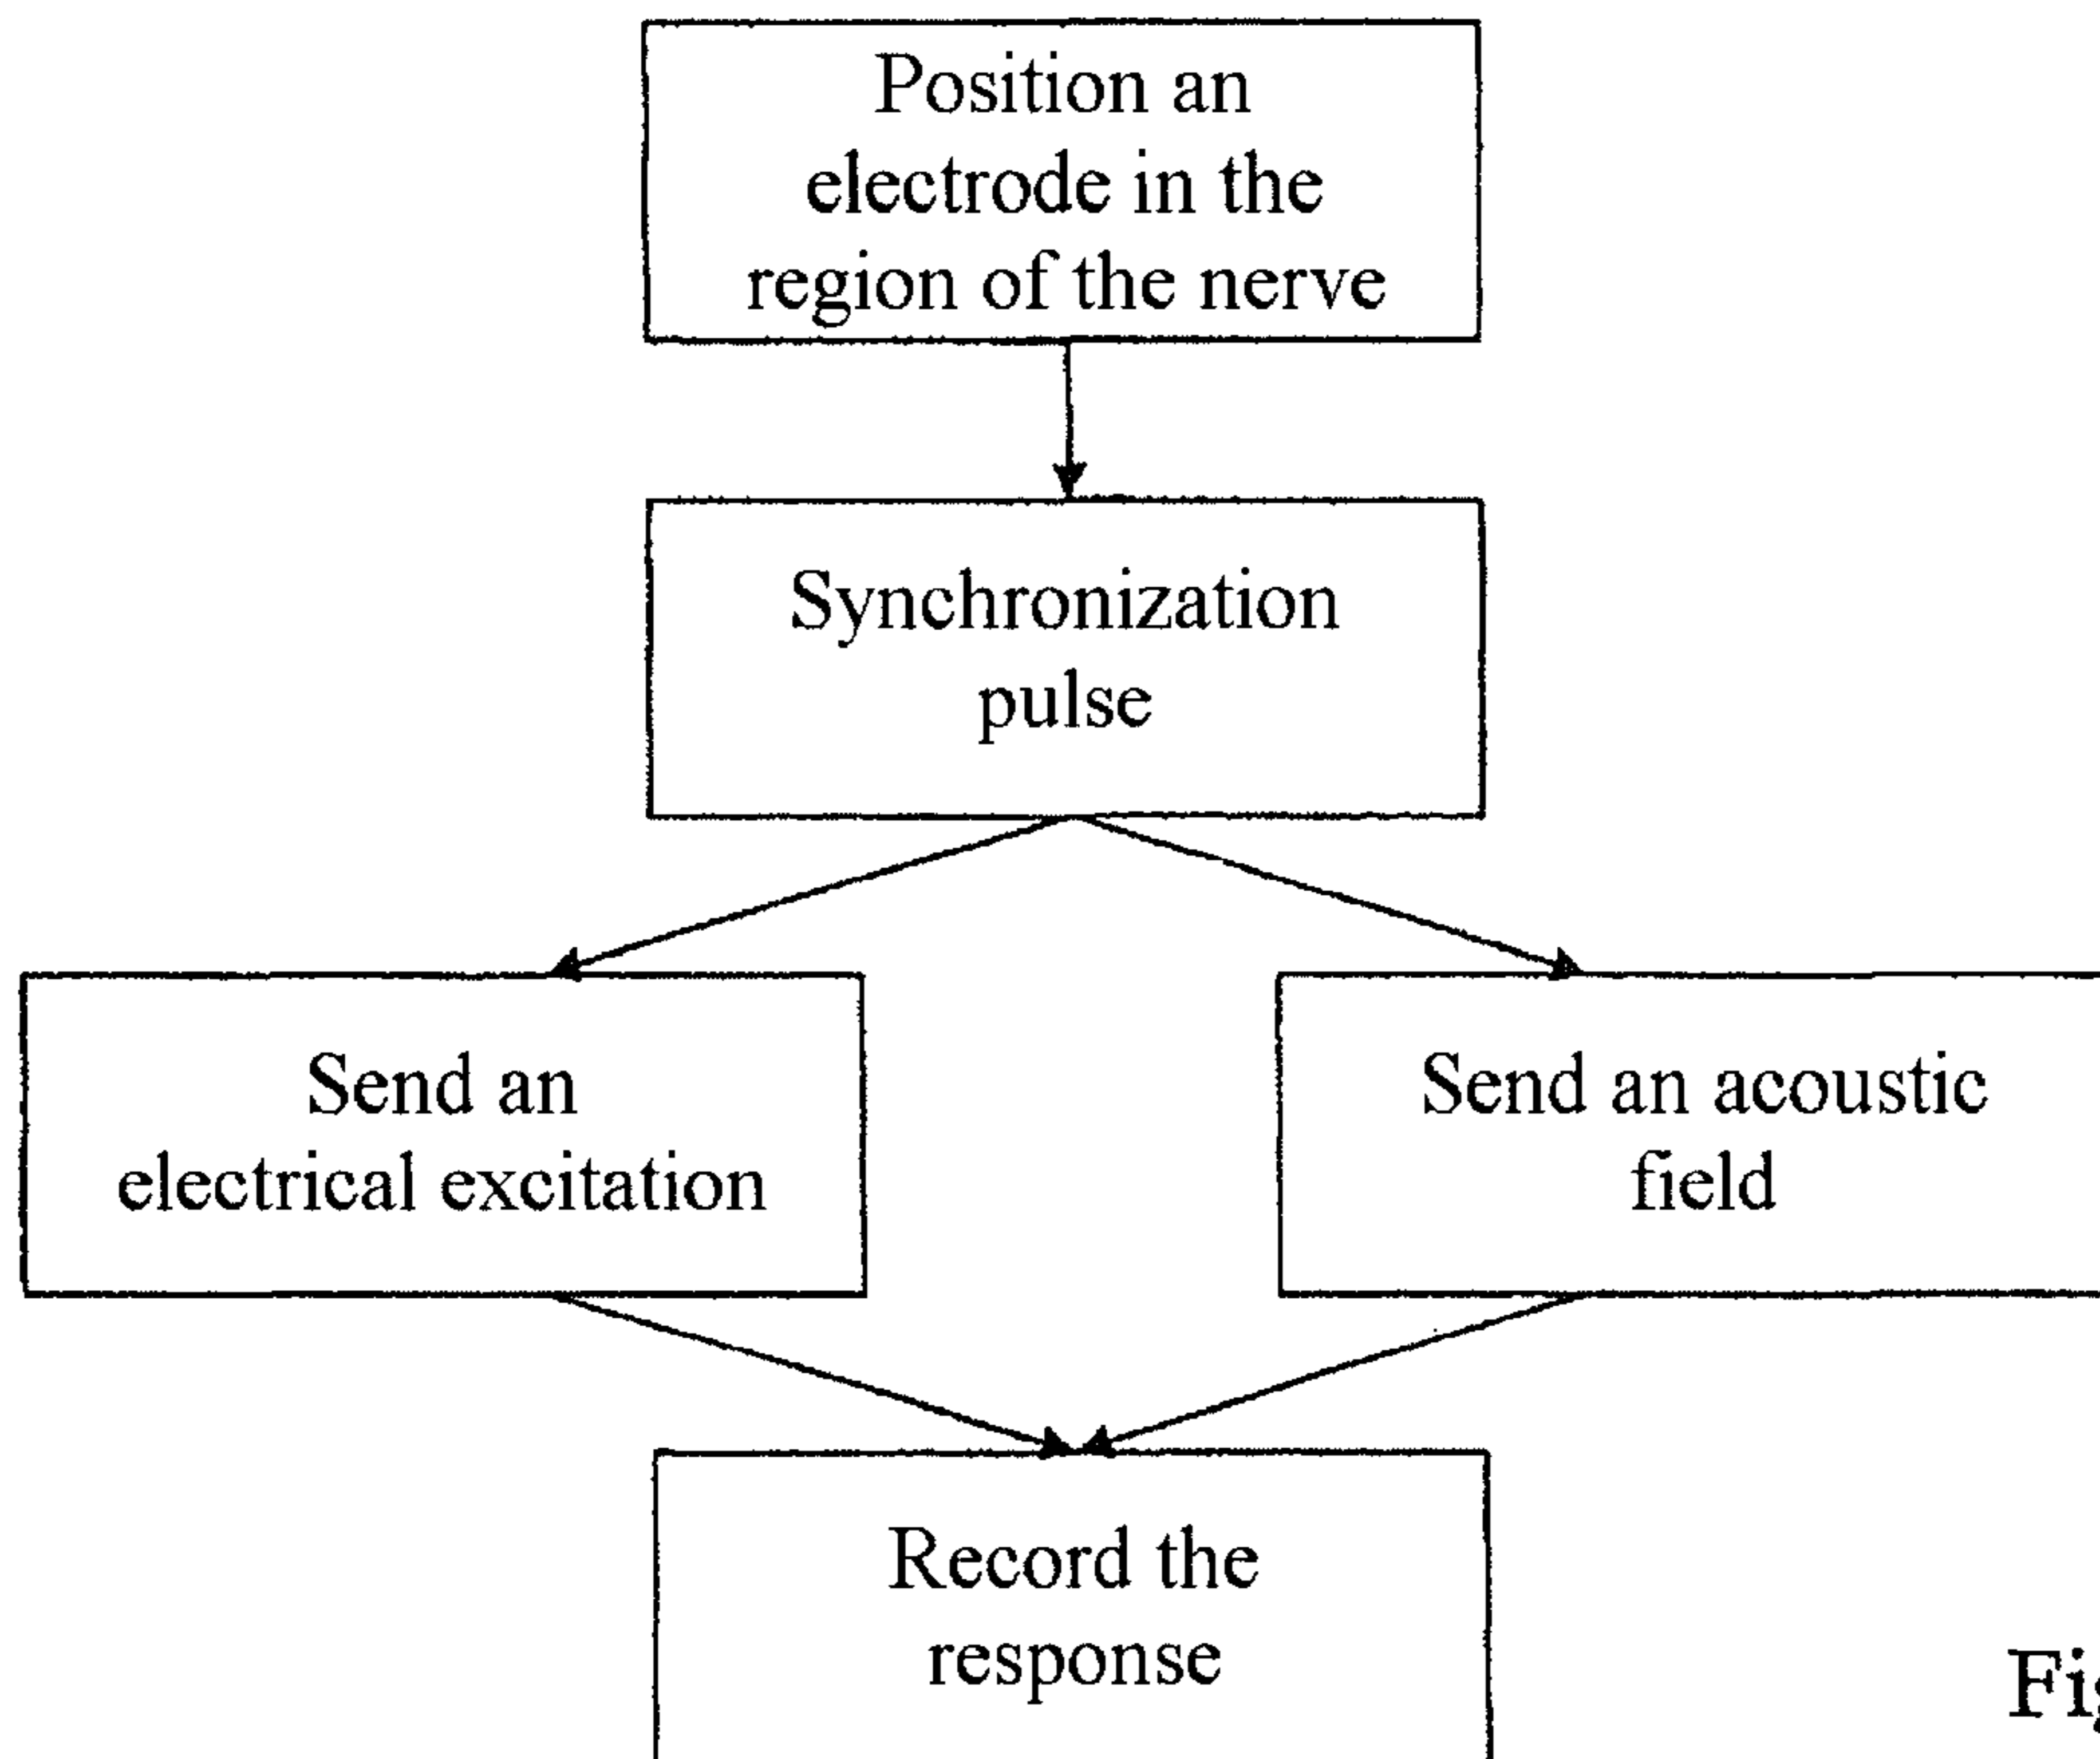 Position an
electrode in the
region of the nerve
Synchronization
pulse
Send an
electrical excitation
Send an acoustic
field
Record the
response